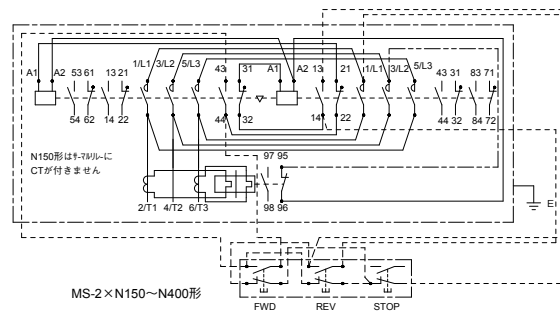 1/L1 3/L2 5/L3 43 31 A1 13 21 1/L1 3/L2 5/L3
A1 A2 53 61 13 21 A2 43 31 83 71
54 62 14 22 44 32 14 22 44 32 84 72
N150形はｻｰﾏﾙﾘﾚｰに
CTが付きません
97 95
98 96
2/T1 4/T2 6/T3
E
MS-2×N150～N400形
FWD REV STOP